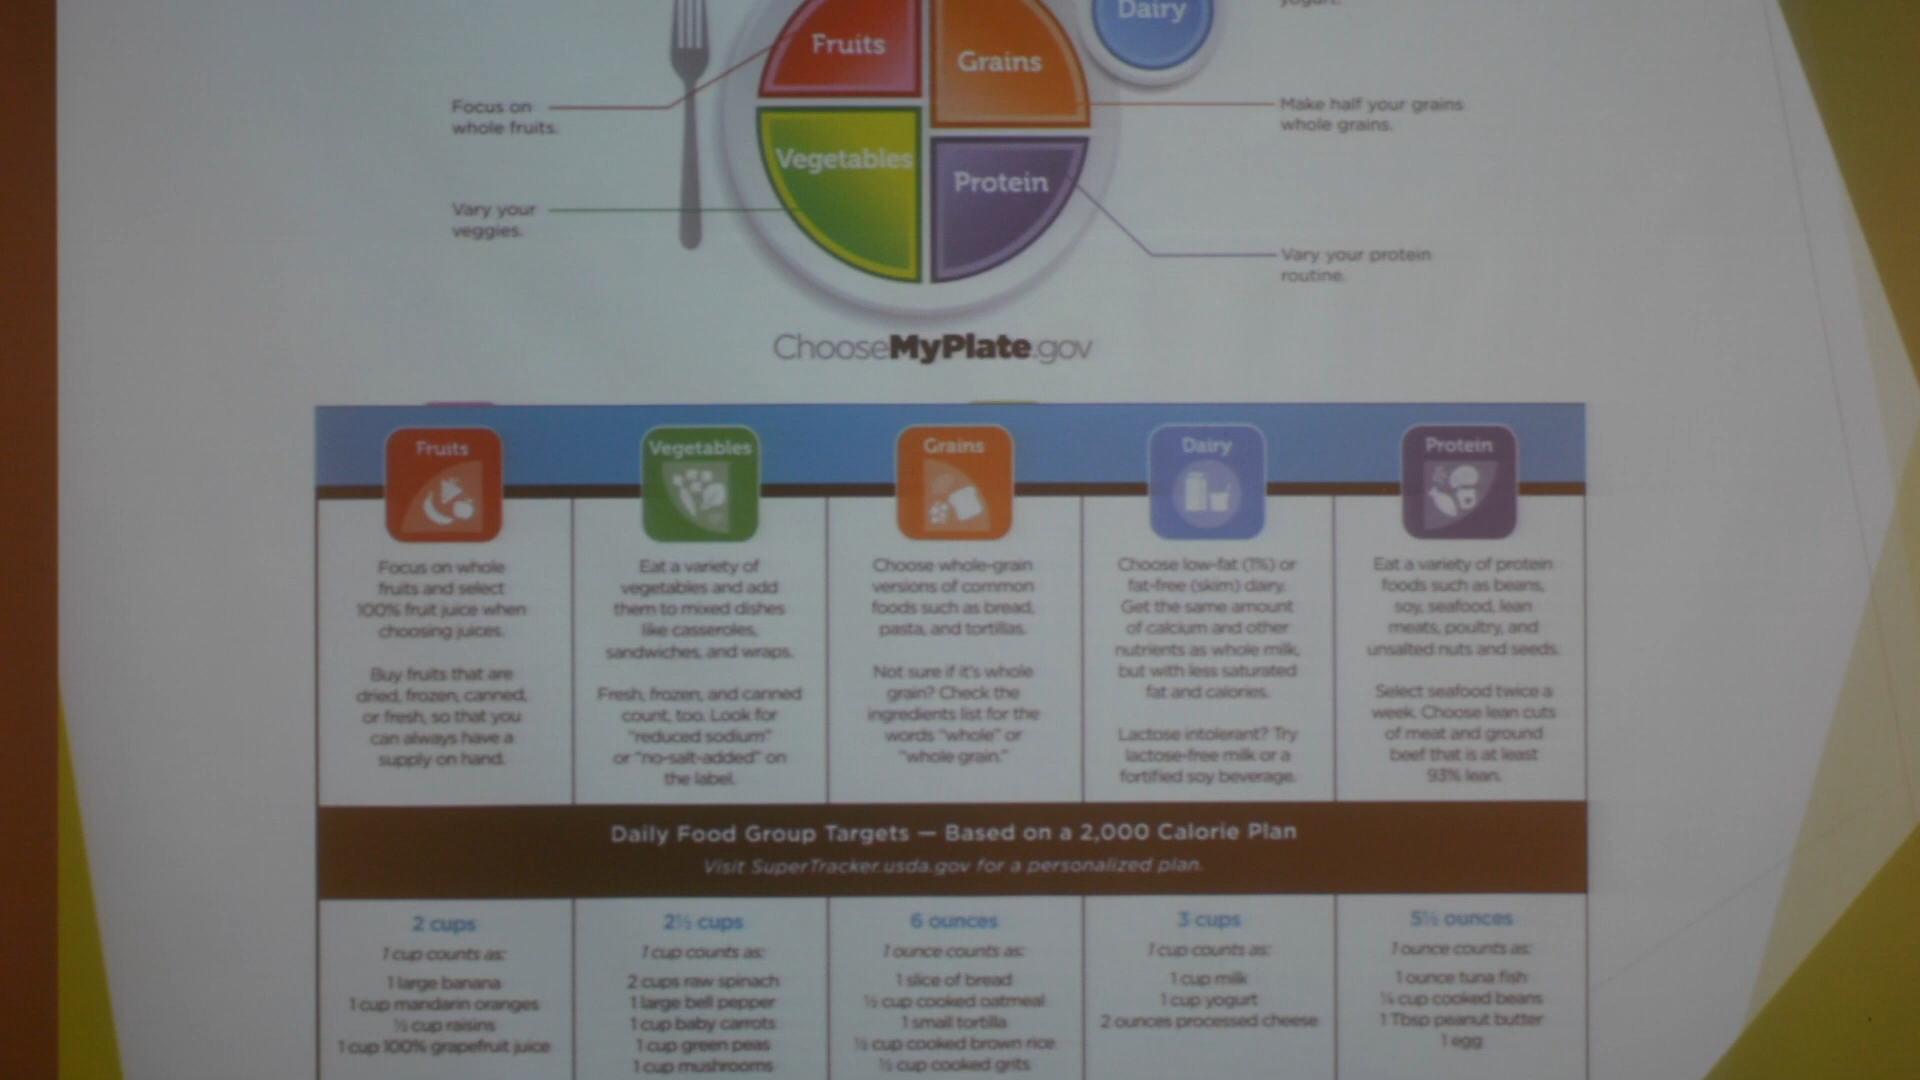 Dairy
yogurt.
Fruits
Grains
Focus on
whole fruits.
Make half your grains
whole grains.
Vegetables
Protein
Vary your
veggies.
Vary your protein
routine.
ChooseMyPlate.gov
Fruits
Focus on whole
fruits and select
100% fruit juice when
choosing juices.
Buy fruits that are
dried, frozen, canned,
or fresh, so that you
can always have a
supply on hand.
Vegetables
Eat a variety of
vegetables and add
them to mixed dishes
like casseroles,
sandwiches, and wraps.
Fresh, frozen, and canned
count, too. Look for
"reduced sodium"
or "no-salt-added" on
the label.
Grains
Choose whole-grain
versions of common
foods such as bread,
pasta, and tortillas.
Not sure if it's whole
grain? Check the
ingredients list for the
words "whole" or
"whole grain."
Dairy
Choose low-fat (1%) or
fat-free (skim) dairy.
Get the same amount
of calcium and other
nutrients as whole milk,
but with less saturated
fat and calories.
Lactose intolerant? Try
lactose-free milk or a
fortified soy beverage.
Protein
Eat a variety of protein
foods such as beans,
soy, seafood, lean
meats, poultry, and
unsalted nuts and seeds.
Select seafood twice a
week. Choose lean cuts
of meat and ground
beef that is at least
93% lean.
Daily Food Group Targets — Based on a 2,000 Calorie Plan
Visit SuperTracker.usda.gov for a personalized plan.
2 cups
1 cup counts as:
1 large banana
1 cup mandarin oranges
½ cup raisins
1 cup 100% grapefruit juice
2½ cups
1 cup counts as:
2 cups raw spinach
1 large bell pepper
1 cup baby carrots
1 cup green peas
1 cup mushrooms
6 ounces
1 ounce counts as:
1 slice of bread
½ cup cooked oatmeal
1 small tortilla
½ cup cooked brown rice
½ cup cooked grits
3 cups
1 cup counts as:
1 cup milk
1 cup yogurt
2 ounces processed cheese
5½ ounces
1 ounce counts as:
1 ounce tuna fish
¼ cup cooked beans
1 Tbsp peanut butter
1 egg